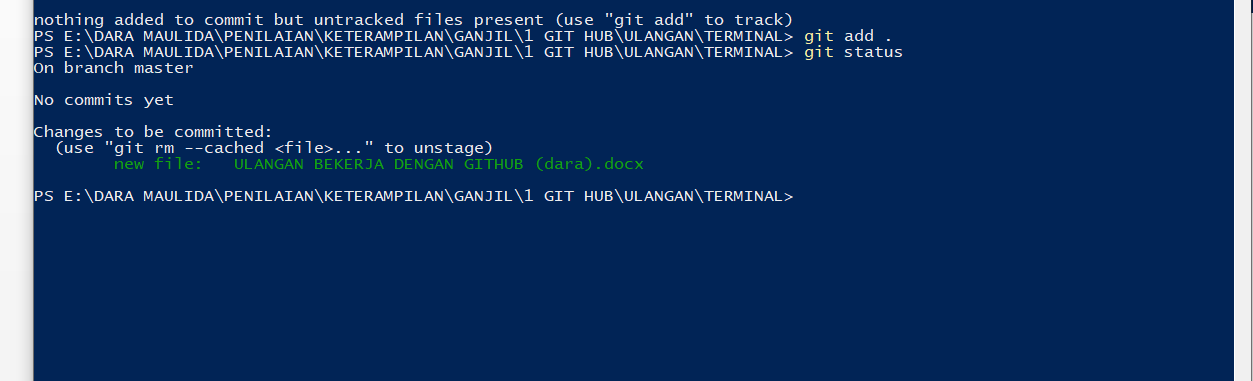 nothing added to commit but untracked files present (use "git add" to track)
PS E:\DARA MAULIDA\PENILAIAN\KETERAMPILAN\GANJIL\1 GIT HUB\ULANGAN\TERMINAL> git add .
PS E:\DARA MAULIDA\PENILAIAN\KETERAMPILAN\GANJIL\1 GIT HUB\ULANGAN\TERMINAL> git status
On branch master
No commits yet
Changes to be committed:
(use "git rm --cached <file>..." to unstage)
new file:   ULANGAN BEKERJA DENGAN GITHUB (dara).docx
PS E:\DARA MAULIDA\PENILAIAN\KETERAMPILAN\GANJIL\1 GIT HUB\ULANGAN\TERMINAL>